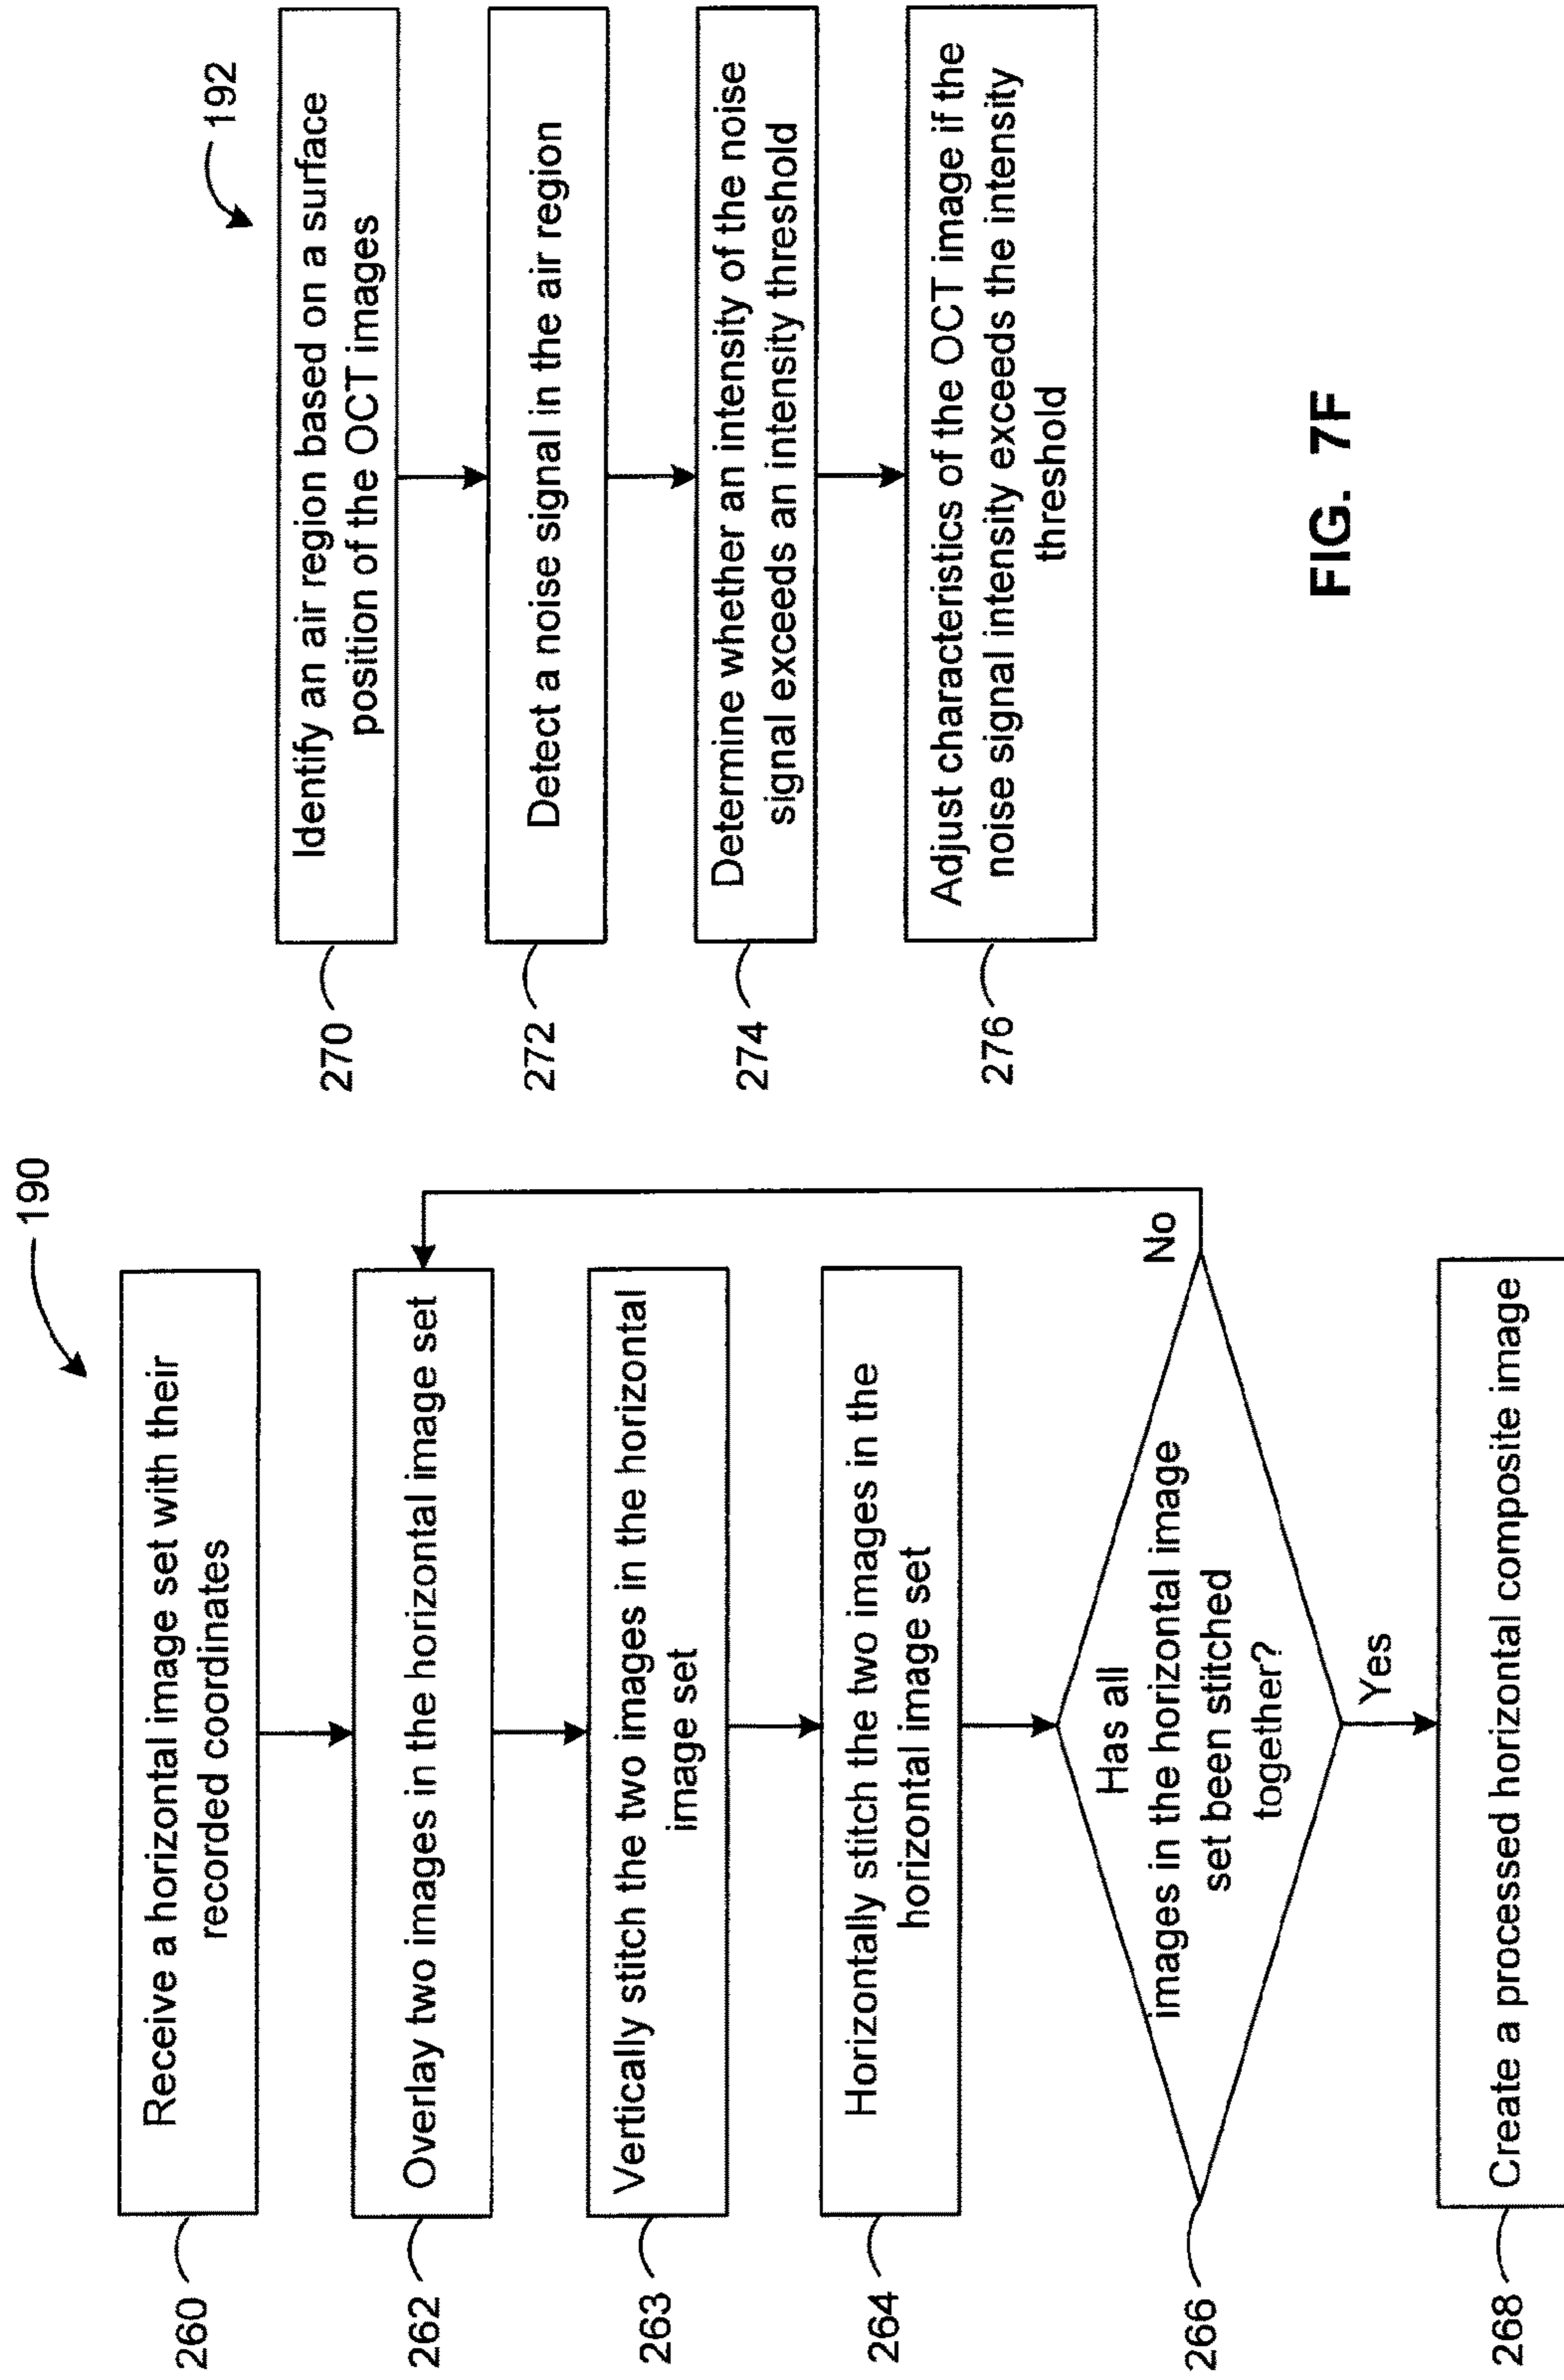 190
260
Receive a horizontal image set with their
recorded coordinates
262
Overlay two images in the horizontal image set
263
Vertically stitch the two images in the horizontal
image set
264
Horizontally stitch the two images in the
horizontal image set
266
Has all
images in the horizontal image
set been stitched
together?
No
Yes
268
Create a processed horizontal composite image
192
270
Identify an air region based on a surface
position of the OCT images
272
Detect a noise signal in the air region
274
Determine whether an intensity of the noise
signal exceeds an intensity threshold
276
Adjust characteristics of the OCT image if the
noise signal intensity exceeds the intensity
threshold
FIG. 7F